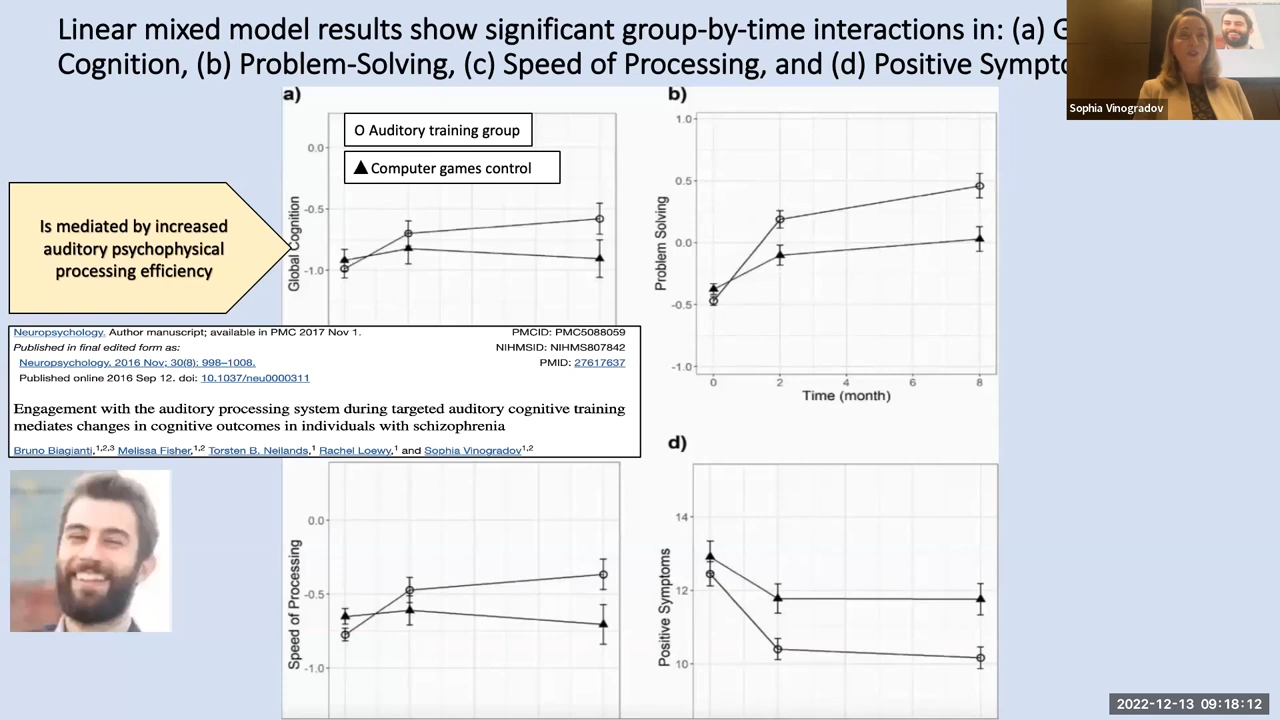 Linear mixed model results show significant group-by-time interactions in: (a) G
Cognition, (b) Problem-Solving, (c) Speed of Processing, and (d) Positive Sympto
Sophia Vinogradov
a)
O Auditory training group
▲ Computer games control
0.0
-0.5
-1.0
Global Cognition
b)
1.0
0.5
0.0
-0.5
-1.0
Problem Solving
0 2 4 6 8
Time (month)
Is mediated by increased
auditory psychophysical
processing efficiency
Neuropsychology. Author manuscript; available in PMC 2017 Nov 1.
Published in final edited form as:
Neuropsychology. 2016 Nov; 30(8): 998–1008.
Published online 2016 Sep 12. doi: 10.1037/neu0000311
PMCID: PMC5088059
NIHMSID: NIHMS807842
PMID: 27617637
Engagement with the auditory processing system during targeted auditory cognitive training
mediates changes in cognitive outcomes in individuals with schizophrenia
Bruno Biagianti,1,2,3 Melissa Fisher,1,2 Torsten B. Neilands,1 Rachel Loewy,1 and Sophia Vinogradov1,2
0.0
-0.5
-1.0
Speed of Processing
d)
14
12
10
Positive Symptoms
2022-12-13 09:18:12